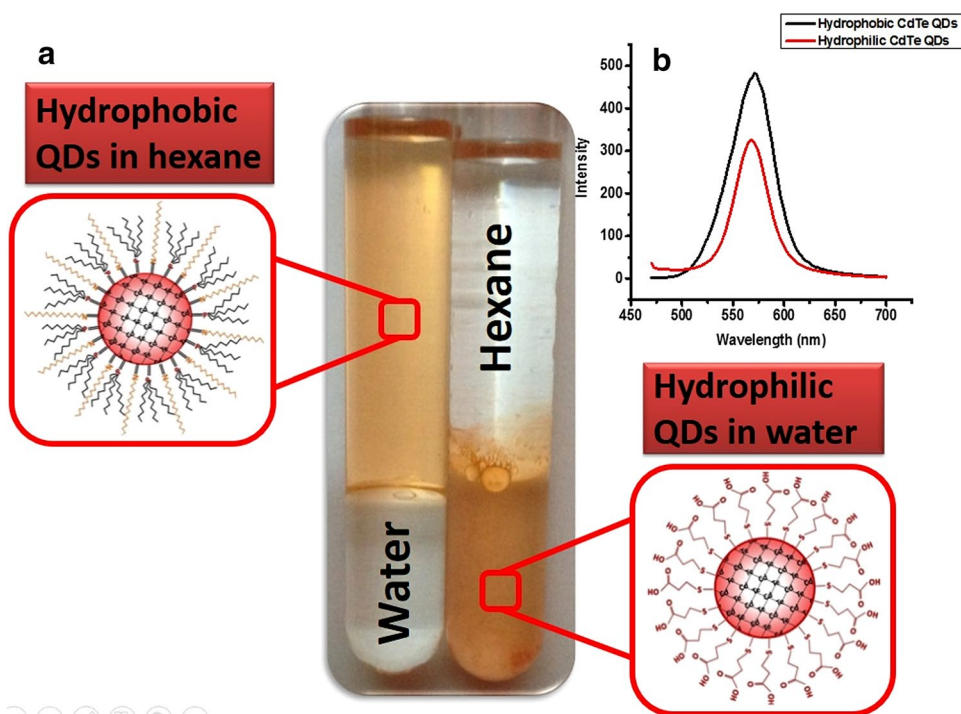 a
Hydrophobic
QDs in hexane
Water
Hexane
Hydrophobic CdTe QDs
Hydrophilic CdTe QDs
b
Intensity
500
400
300
200
100
0
450 500 550 600 650 700
Wavelength (nm)
Hydrophilic
QDs in water